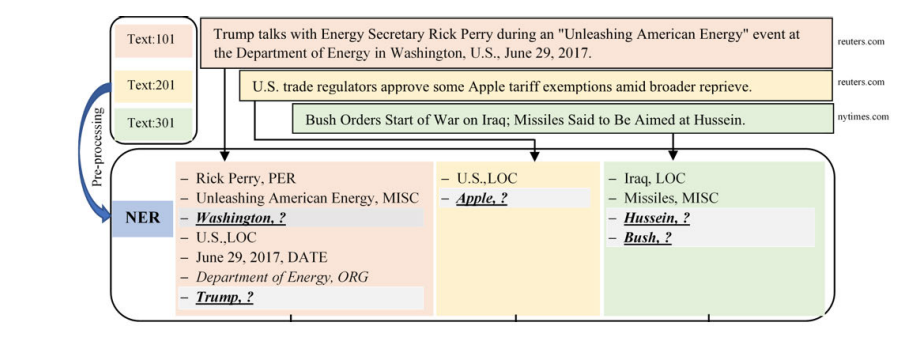 Text:101
Trump talks with Energy Secretary Rick Perry during an "Unleashing American Energy" event at
the Department of Energy in Washington, U.S., June 29, 2017.
reuters.com
Text:201
U.S. trade regulators approve some Apple tariff exemptions amid broader reprieve.
reuters.com
Text:301
Bush Orders Start of War on Iraq; Missiles Said to Be Aimed at Hussein.
nytimes.com
Pre-processing
NER
– Rick Perry, PER
– Unleashing American Energy, MISC
– Washington, ?
– U.S.,LOC
– June 29, 2017, DATE
– Department of Energy, ORG
– Trump, ?
– U.S.,LOC
– Apple, ?
– Iraq, LOC
– Missiles, MISC
– Hussein, ?
– Bush, ?